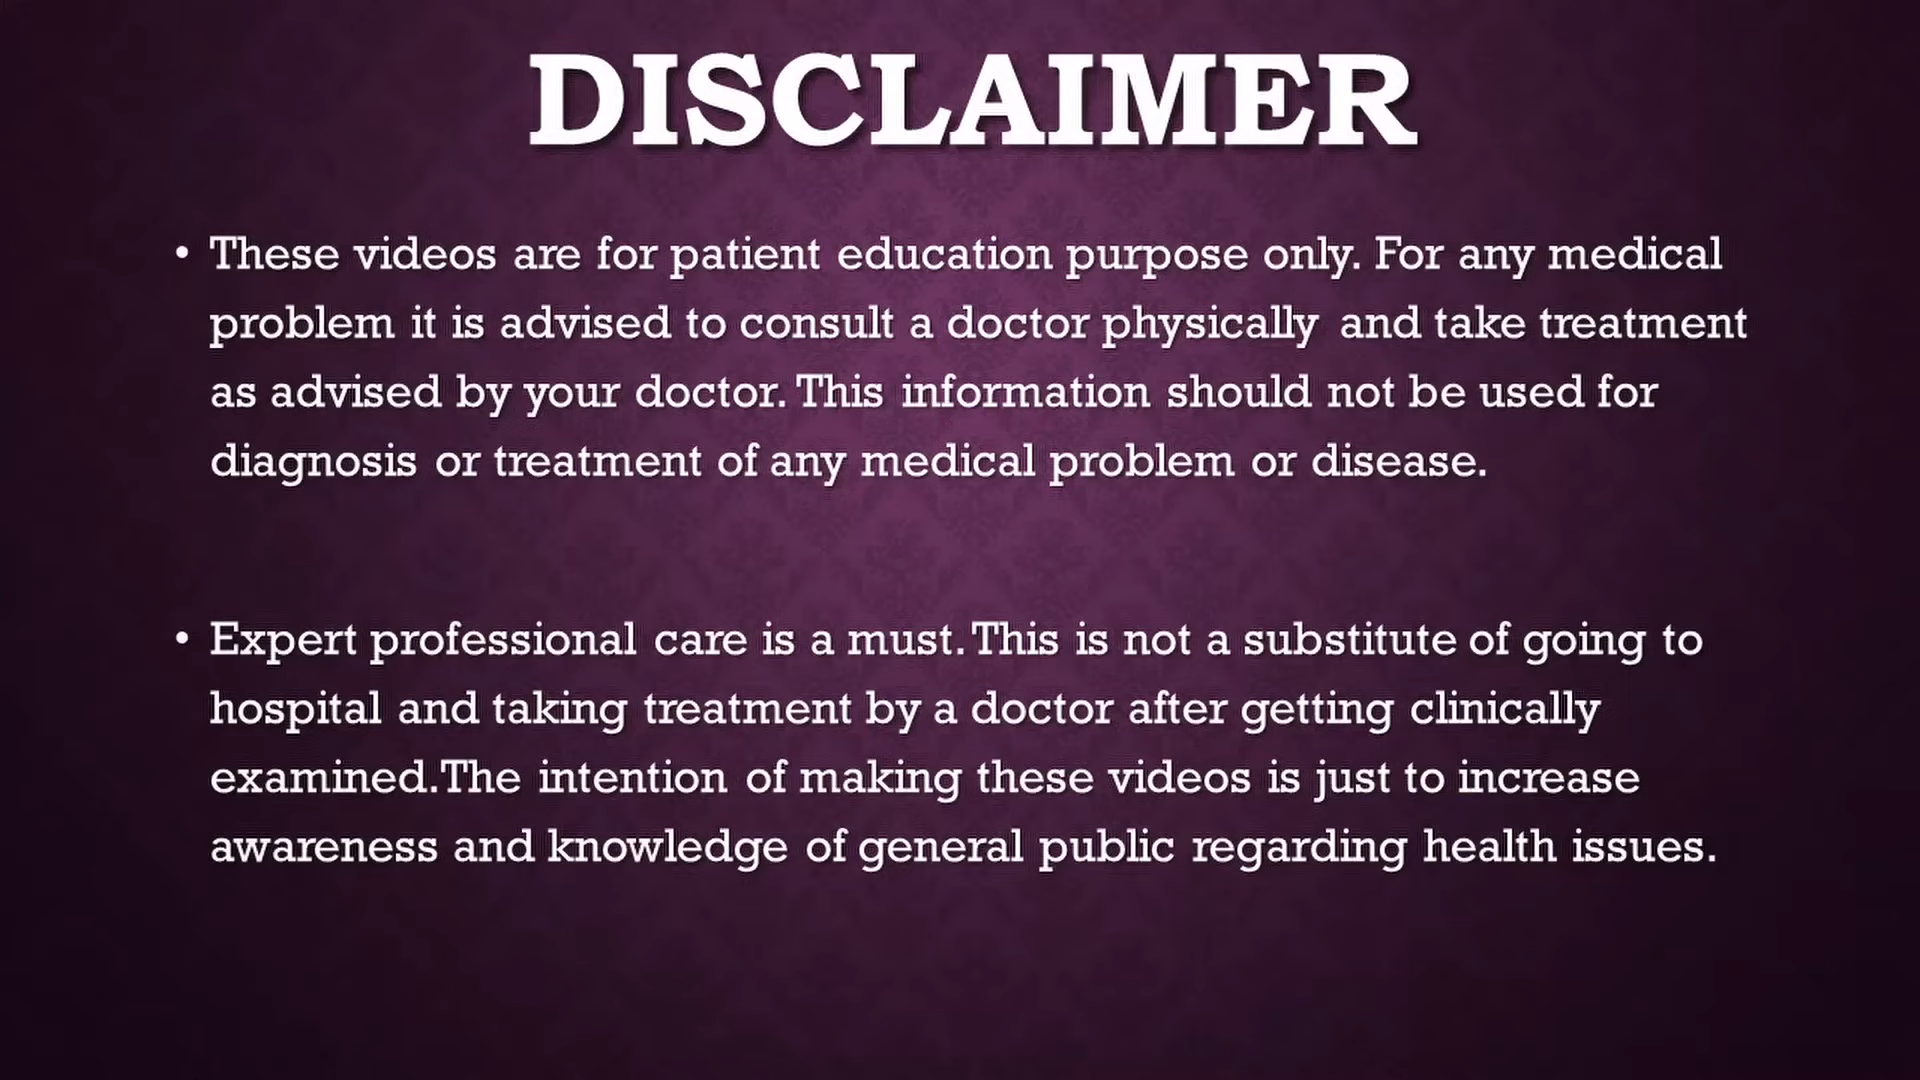 DISCLAIMER
• These videos are for patient education purpose only. For any medical
problem it is advised to consult a doctor physically and take treatment
as advised by your doctor. This information should not be used for
diagnosis or treatment of any medical problem or disease.
• Expert professional care is a must. This is not a substitute of going to
hospital and taking treatment by a doctor after getting clinically
examined.The intention of making these videos is just to increase
awareness and knowledge of general public regarding health issues.